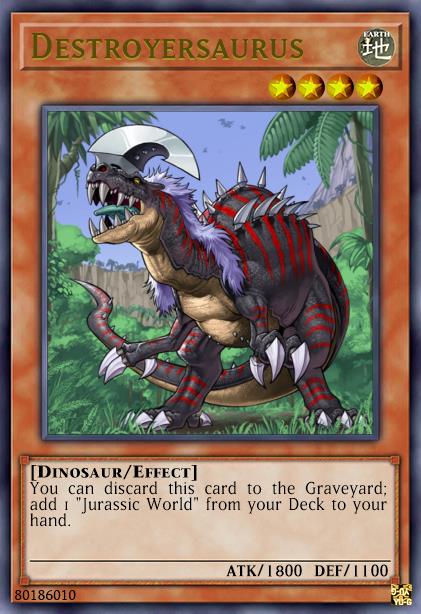 DESTROYERSAURUS
EARTH
地
[DINOSAUR/EFFECT]
You can discard this card to the Graveyard;
add 1 "Jurassic World" from your Deck to your
hand.
ATK/1800 DEF/1100
80186010